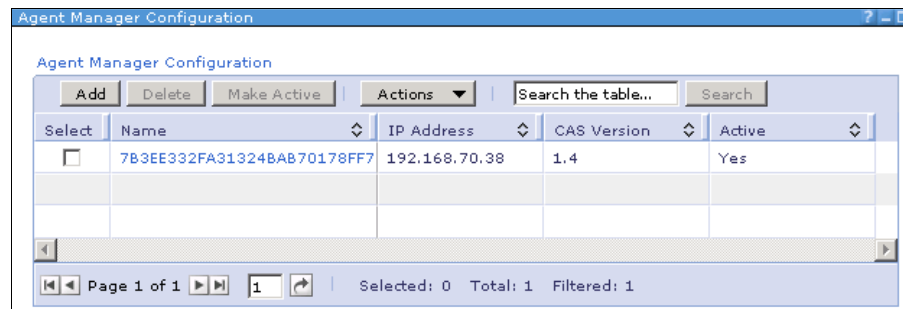 Agent Manager Configuration ?
Agent Manager Configuration
Add Delete Make Active Actions Search the table... Search
Select Name IP Address CAS Version Active
7B3EE332FA31324BAB70178FF7 192.168.70.38 1.4 Yes
Page 1 of 1 1 Selected: 0 Total: 1 Filtered: 1